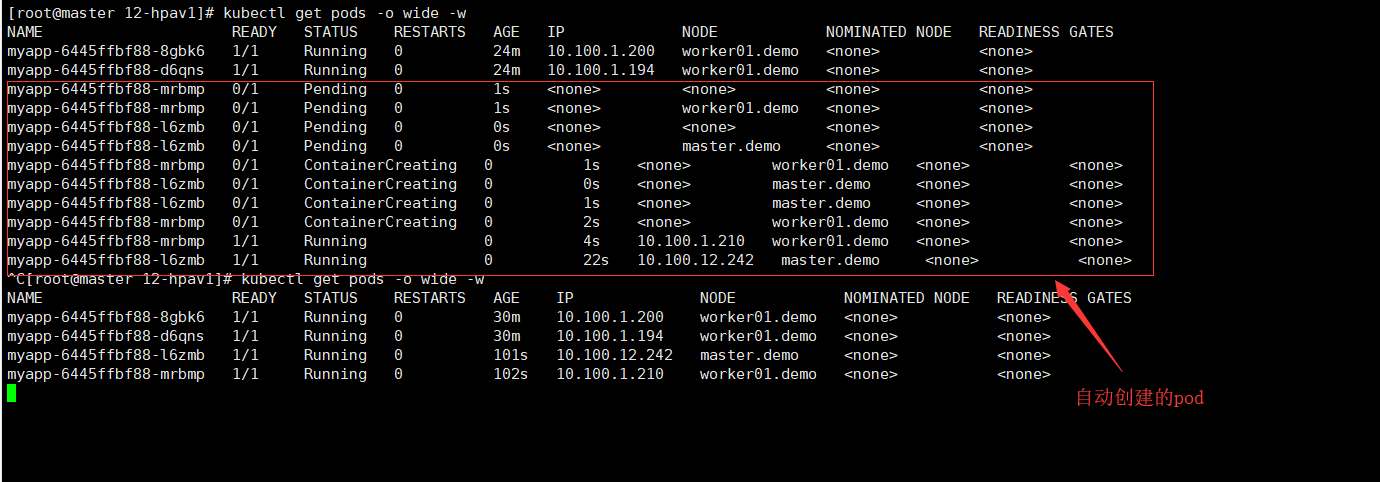 [root@master 12-hpav1]# kubectl get pods -o wide -w
NAME READY STATUS RESTARTS AGE IP NODE NOMINATED NODE READINESS GATES
myapp-6445ffbf88-8gbk6 1/1 Running 0 24m 10.100.1.200 worker01.demo <none> <none>
myapp-6445ffbf88-d6qns 1/1 Running 0 24m 10.100.1.194 worker01.demo <none> <none>
myapp-6445ffbf88-mrbmp 0/1 Pending 0 1s <none> <none> <none> <none>
myapp-6445ffbf88-mrbmp 0/1 Pending 0 1s <none> worker01.demo <none> <none>
myapp-6445ffbf88-l6zmb 0/1 Pending 0 0s <none> <none> <none> <none>
myapp-6445ffbf88-l6zmb 0/1 Pending 0 0s <none> master.demo <none> <none>
myapp-6445ffbf88-mrbmp 0/1 ContainerCreating 0 1s <none> worker01.demo <none> <none>
myapp-6445ffbf88-l6zmb 0/1 ContainerCreating 0 0s <none> master.demo <none> <none>
myapp-6445ffbf88-l6zmb 0/1 ContainerCreating 0 1s <none> master.demo <none> <none>
myapp-6445ffbf88-mrbmp 0/1 ContainerCreating 0 2s <none> worker01.demo <none> <none>
myapp-6445ffbf88-mrbmp 1/1 Running 0 4s 10.100.1.210 worker01.demo <none> <none>
myapp-6445ffbf88-l6zmb 1/1 Running 0 22s 10.100.12.242 master.demo <none> <none>
^C[root@master 12-hpav1]# kubectl get pods -o wide -w
NAME READY STATUS RESTARTS AGE IP NODE NOMINATED NODE READINESS GATES
myapp-6445ffbf88-8gbk6 1/1 Running 0 30m 10.100.1.200 worker01.demo <none> <none>
myapp-6445ffbf88-d6qns 1/1 Running 0 30m 10.100.1.194 worker01.demo <none> <none>
myapp-6445ffbf88-l6zmb 1/1 Running 0 101s 10.100.12.242 master.demo <none> <none>
myapp-6445ffbf88-mrbmp 1/1 Running 0 102s 10.100.1.210 worker01.demo <none> <none>
自动创建的pod